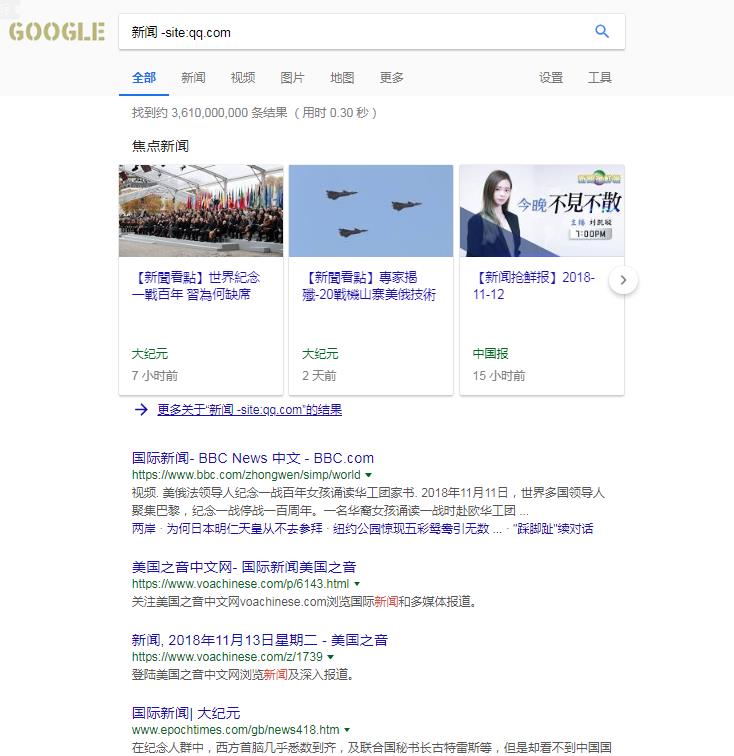 GOOGLE
新闻 -site:qq.com
全部 新闻 视频 图片 地图 更多 设置 工具
找到约 3,610,000,000 条结果 （用时 0.30 秒）
焦点新闻
今晚 不見不散
主播 刘凯璇
7:00PM
【新聞看點】世界紀念
一戰百年 習為何缺席
大纪元
7 小时前
【新聞看點】專家揭
殲-20戰機山寨美俄技術
大纪元
2 天前
【新闻抢鲜报】2018-
11-12
中国报
15 小时前
更多关于“新闻 -site:qq.com”的结果
国际新闻- BBC News 中文 - BBC.com
https://www.bbc.com/zhongwen/simp/world
视频. 美俄法领导人纪念一战百年女孩诵读华工团家书. 2018年11月11日，世界多国领导人
聚集巴黎，纪念一战停战一百周年。一名华裔女孩诵读一战时赴欧华工团 ...
两岸 · 为何日本明仁天皇从不去参拜 · 纽约公园惊现五彩鸳鸯引无数 ... · "踩脚趾"续对话
美国之音中文网- 国际新闻美国之音
https://www.voachinese.com/p/6143.html
关注美国之音中文网voachinese.com浏览国际新闻和多媒体报道。
新闻, 2018年11月13日星期二 - 美国之音
https://www.voachinese.com/z/1739
登陆美国之音中文网浏览新闻及深入报道。
国际新闻| 大纪元
www.epochtimes.com/gb/news418.htm
在纪念人群中，西方首脑几乎悉数到齐，及联合国秘书长古特雷斯等，但是却看不到中国国